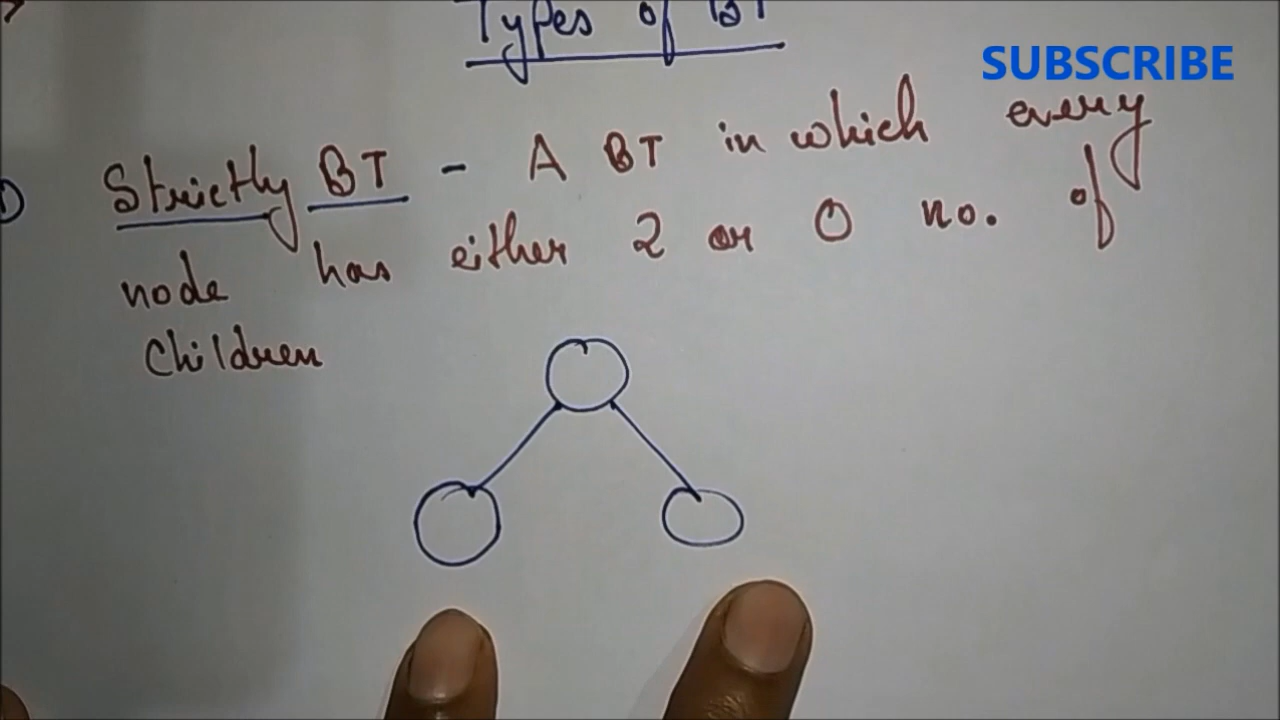 Types of BT
SUBSCRIBE
1) Strictly BT - A BT in which every
node has either 2 or 0 no. of
Children